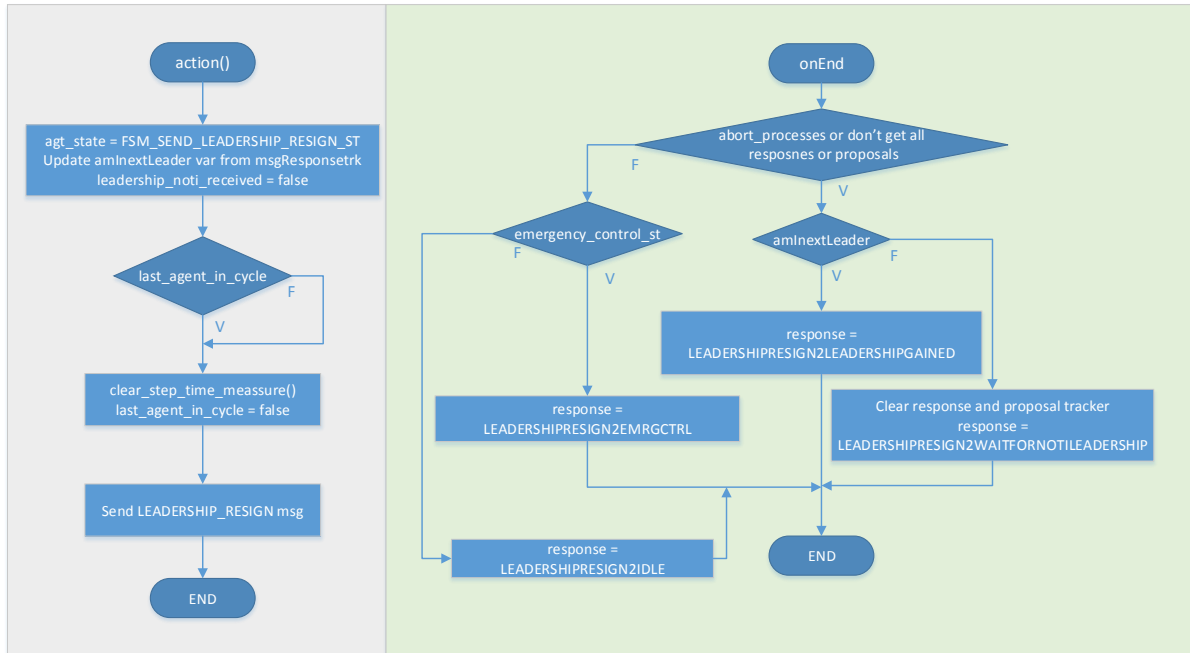 action()
agt_state = FSM_SEND_LEADERSHIP_RESIGN_ST
Update amInextLeader var from msgResponsetrk
leadership_noti_received = false
last_agent_in_cycle
F
V
clear_step_time_meassure()
last_agent_in_cycle = false
Send LEADERSHIP_RESIGN msg
END
onEnd
abort_processes or don't get all
resposnes or proposals
F
V
emergency_control_st
F
V
amInextLeader
F
V
response =
LEADERSHIPRESIGN2LEADERSHIPGAINED
response =
LEADERSHIPRESIGN2EMRGCTRL
Clear response and proposal tracker
response =
LEADERSHIPRESIGN2WAITFORNOTILEADERSHIP
response =
LEADERSHIPRESIGN2IDLE
END